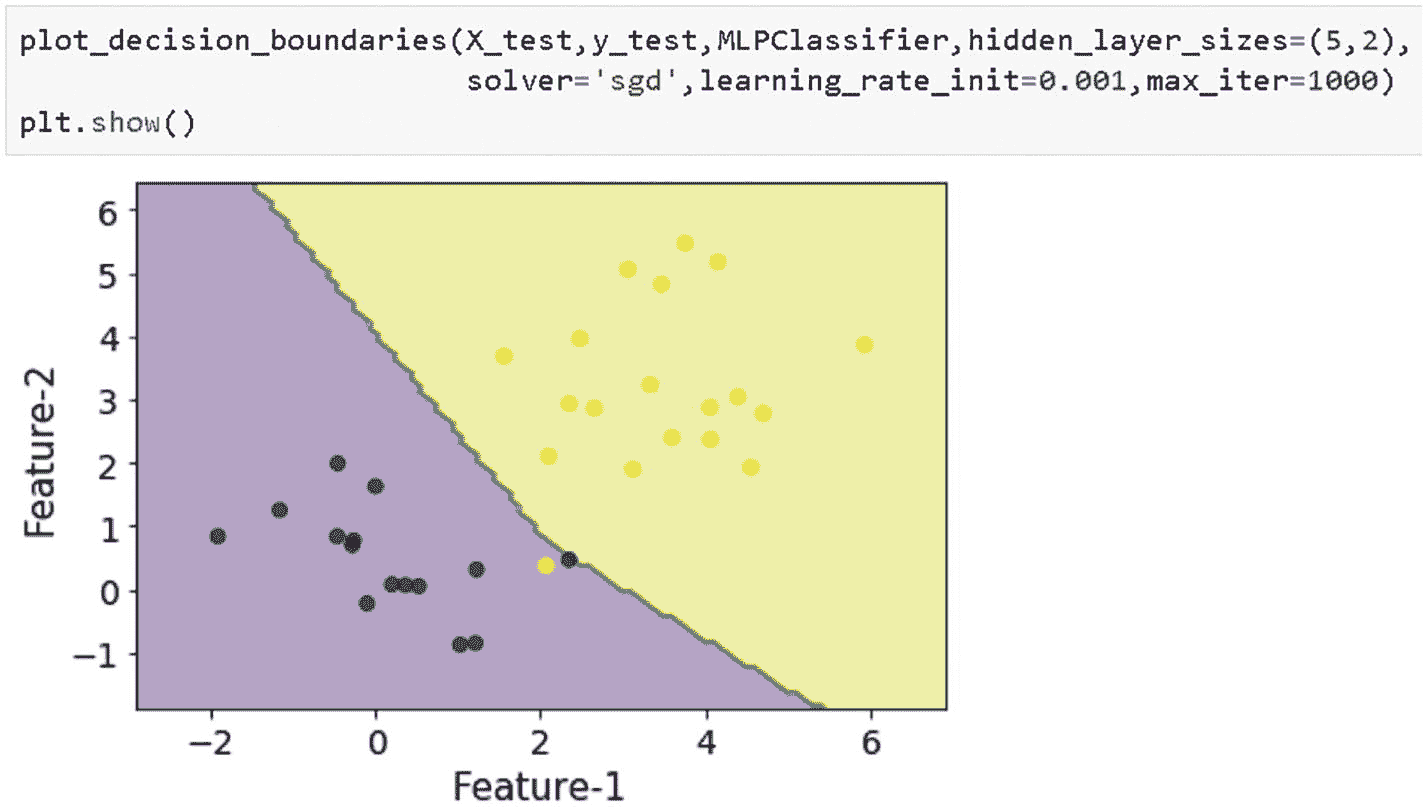 plot_decision_boundaries(X_test,y_test,MLPClassifier,hidden_layer_sizes=(5,2),
solver='sgd',learning_rate_init=0.001,max_iter=1000)
plt.show()
6
5
4
3
2
1
0
−1
Feature-2
−2 0 2 4 6
Feature-1